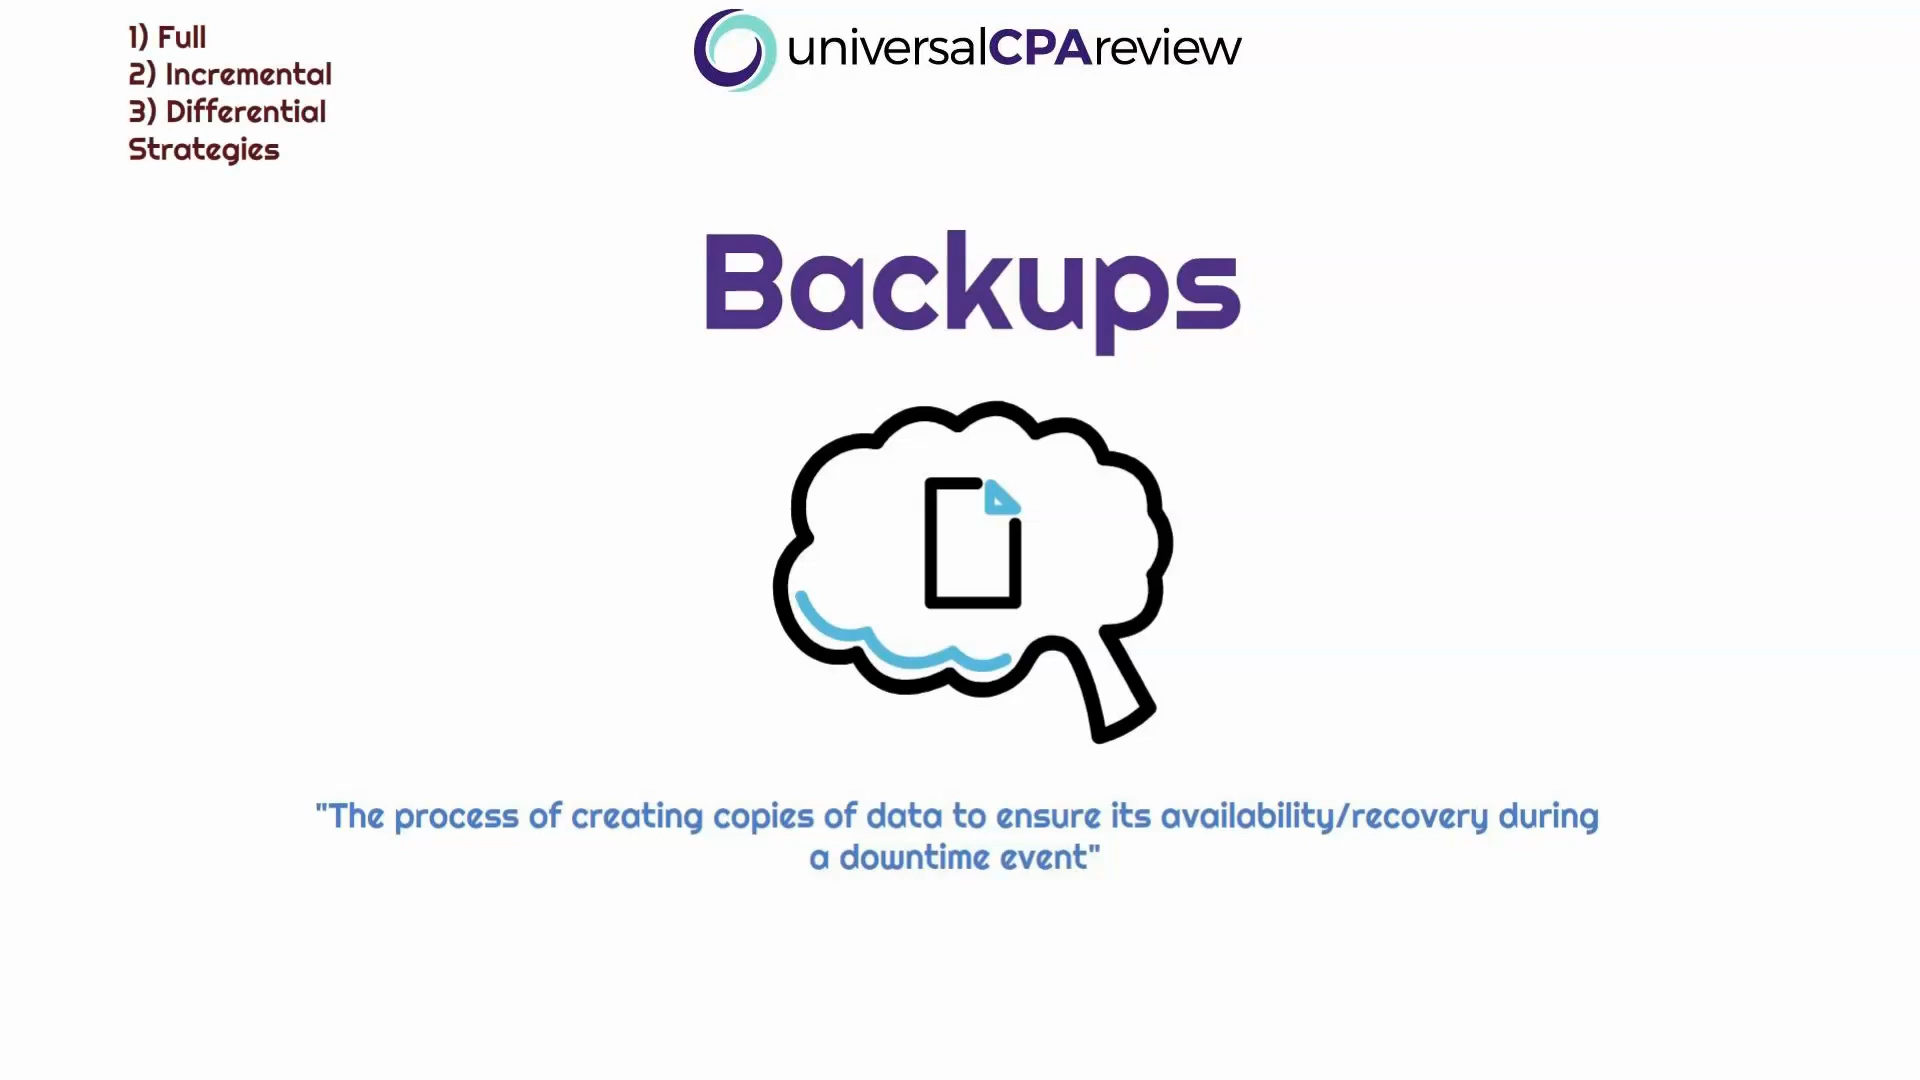 1) Full
2) Incremental
3) Differential
Strategies
universalCPAreview
Backups
"The process of creating copies of data to ensure its availability/recovery during
a downtime event"